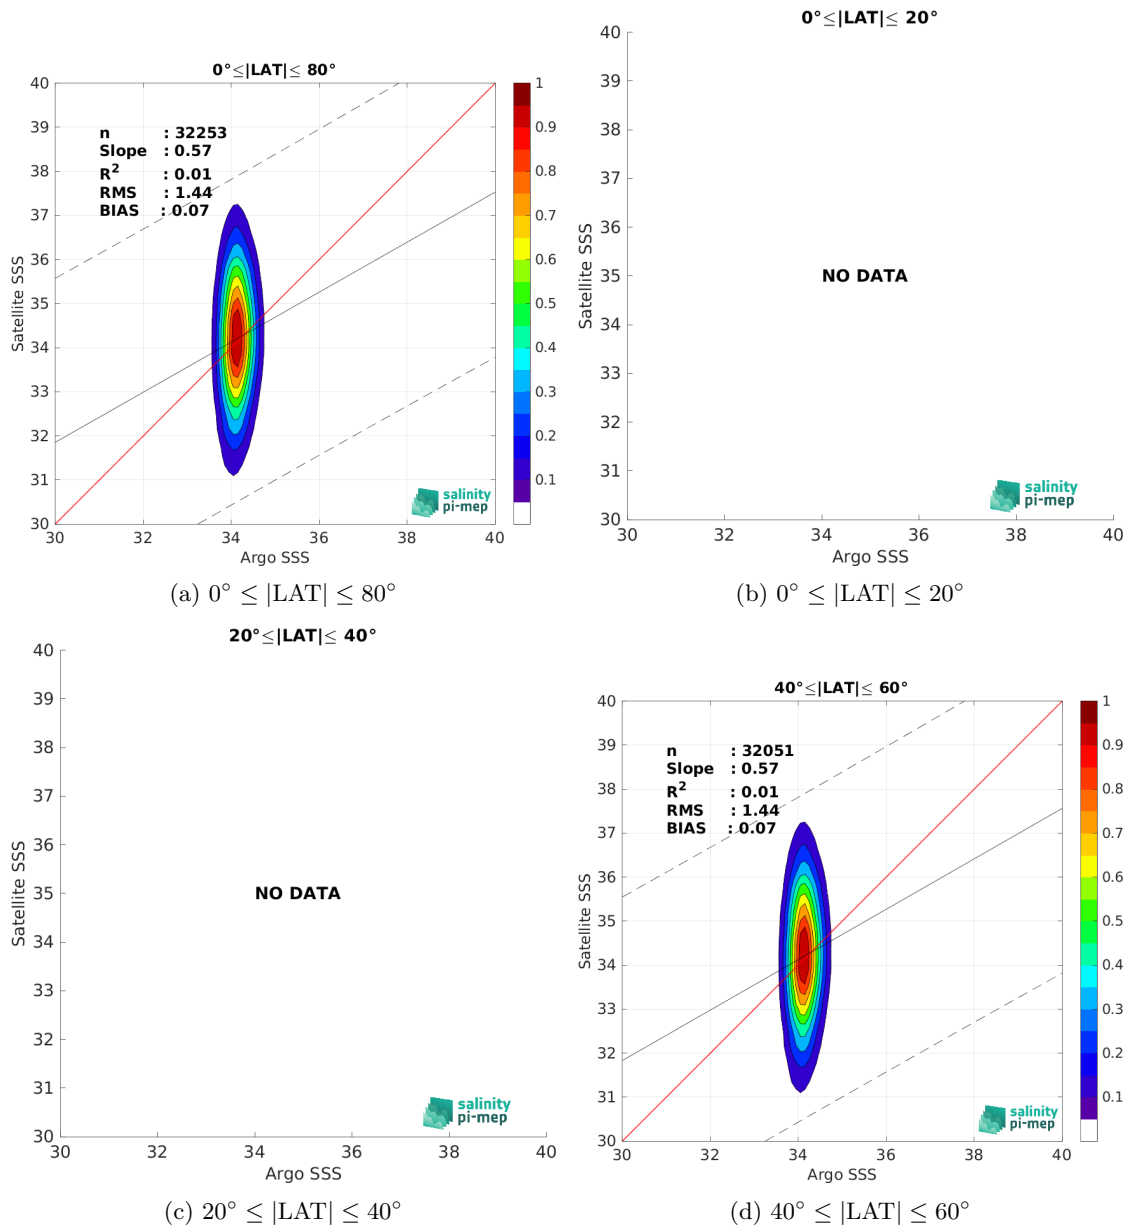 0°≤|LAT|≤ 80°
40
39
38
37
36
35
34
33
32
31
30
Satellite SSS
n : 32253
Slope : 0.57
R² : 0.01
RMS : 1.44
BIAS : 0.07
salinity
pi-mep
30 32 34 36 38 40
Argo SSS
1
0.9
0.8
0.7
0.6
0.5
0.4
0.3
0.2
0.1
(a) 0° ≤ |LAT| ≤ 80°
0°≤|LAT|≤ 20°
40
39
38
37
36
35
34
33
32
31
30
Satellite SSS
NO DATA
salinity
pi-mep
30 32 34 36 38 40
Argo SSS
(b) 0° ≤ |LAT| ≤ 20°
20°≤|LAT|≤ 40°
40
39
38
37
36
35
34
33
32
31
30
Satellite SSS
NO DATA
salinity
pi-mep
30 32 34 36 38 40
Argo SSS
(c) 20° ≤ |LAT| ≤ 40°
40°≤|LAT|≤ 60°
40
39
38
37
36
35
34
33
32
31
30
Satellite SSS
n : 32051
Slope : 0.57
R² : 0.01
RMS : 1.44
BIAS : 0.07
salinity
pi-mep
30 32 34 36 38 40
Argo SSS
1
0.9
0.8
0.7
0.6
0.5
0.4
0.3
0.2
0.1
(d) 40° ≤ |LAT| ≤ 60°